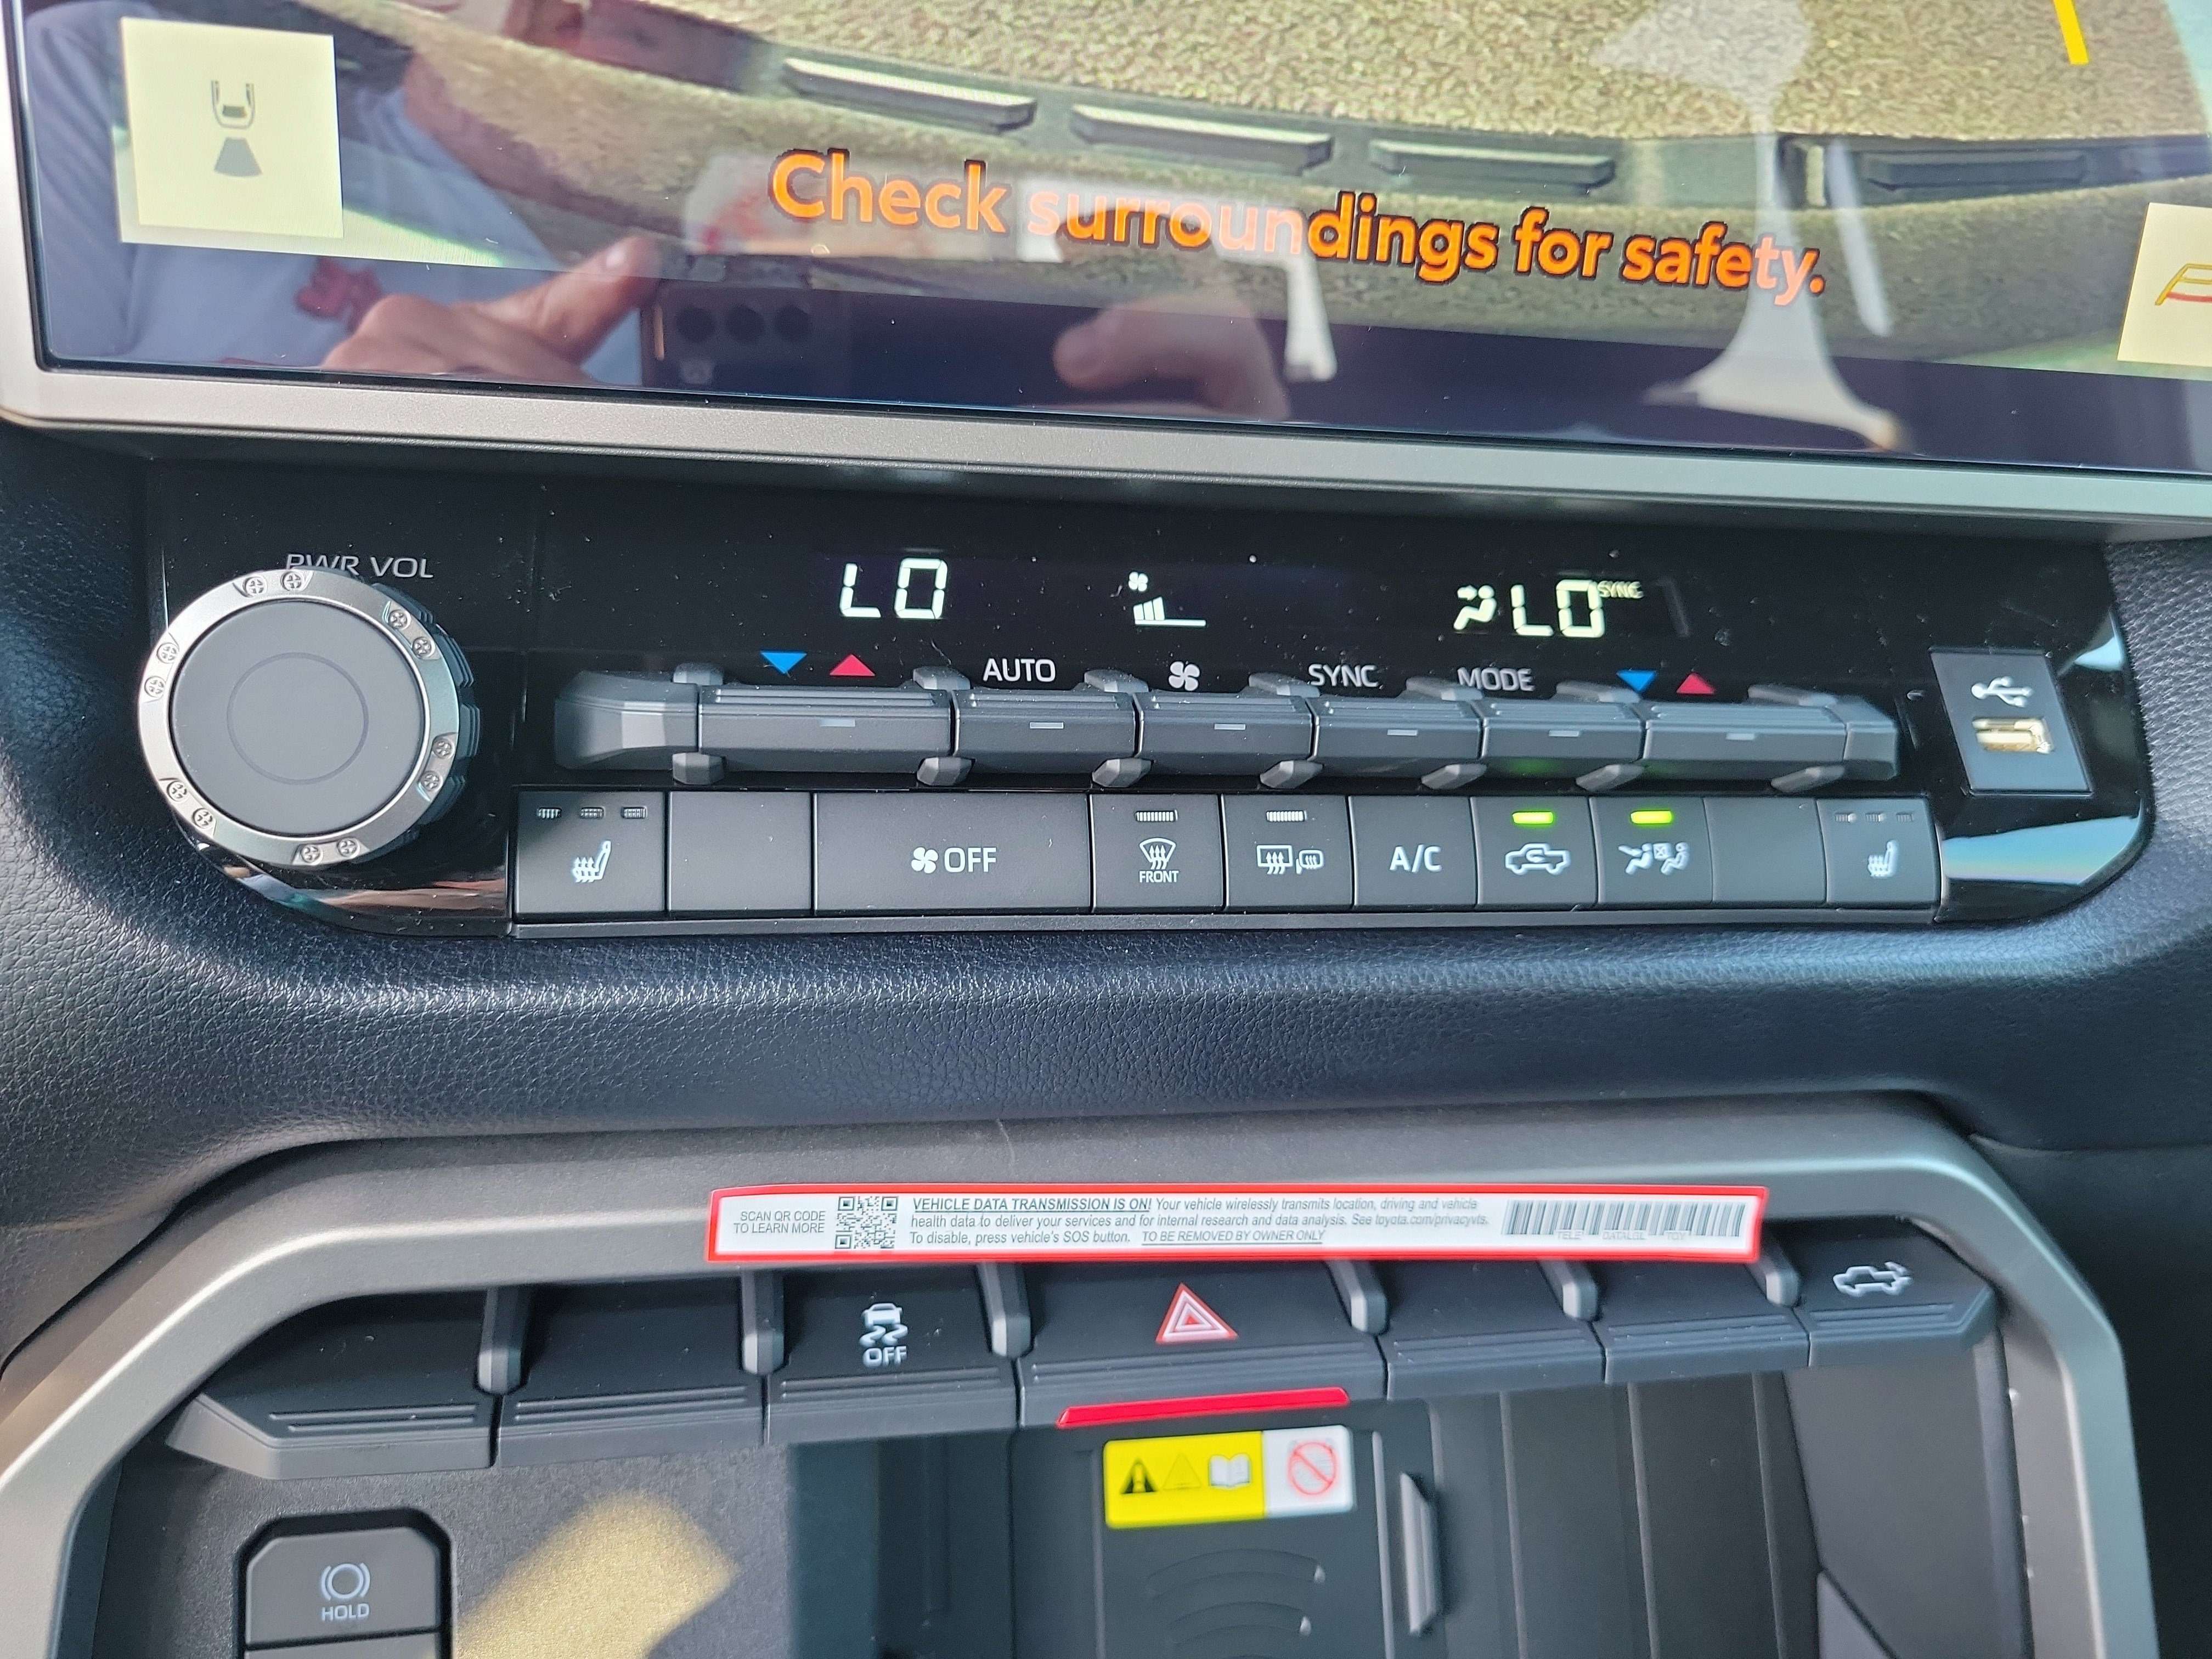 Check surroundings for safety.
PWR VOL
LO
LO SYNC
AUTO
SYNC
MODE
OFF
FRONT
A/C
SCAN QR CODE
TO LEARN MORE
VEHICLE DATA TRANSMISSION IS ON! Your vehicle wirelessly transmits location, driving and vehicle
health data to deliver your services and for internal research and data analysis. See toyota.com/privacyvts.
To disable, press vehicle's SOS button. TO BE REMOVED BY OWNER ONLY
OFF
HOLD